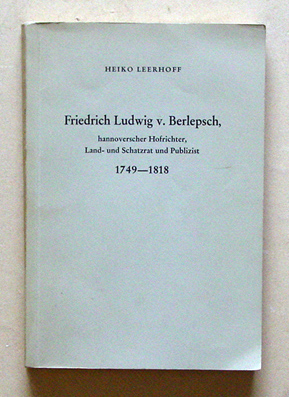 HEIKO LEERHOFF
Friedrich Ludwig v. Berlepsch,
hannoverscher Hofrichter,
Land- und Schatzrat und Publizist
1749—1818